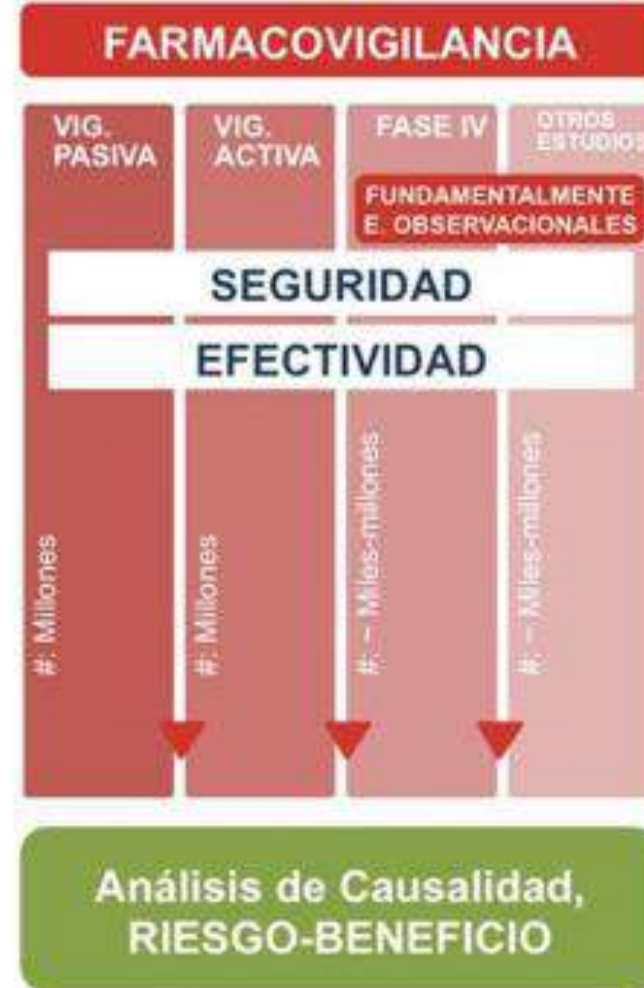 FARMACOVIGILANCIA
VIG.
PASIVA
VIG.
ACTIVA
FASE IV
OTROS
ESTUDIOS
FUNDAMENTALMENTE
E. OBSERVACIONALES
SEGURIDAD
EFECTIVIDAD
#: Millones
#: Millones
#: ~ Miles-millones
#: ~ Miles-millones
Análisis de Causalidad,
RIESGO-BENEFICIO